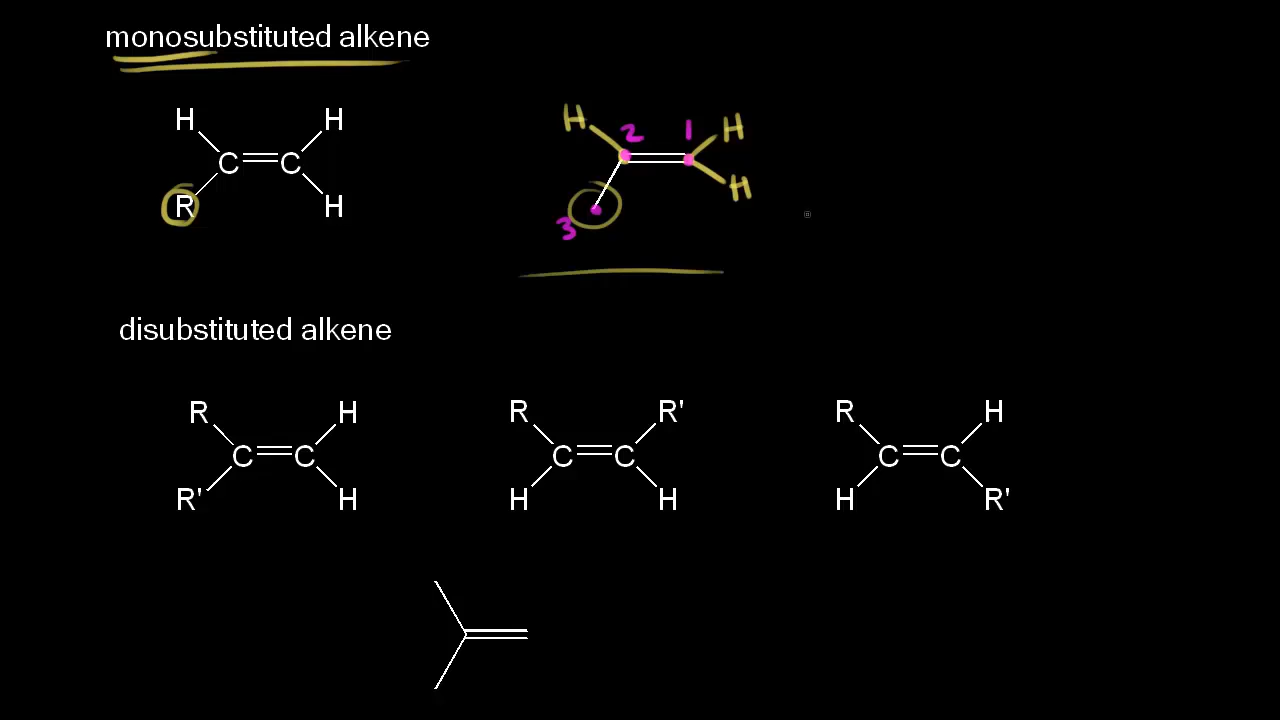 monosubstituted alkene
H H H 2 1 H
C C
R H 3 H
disubstituted alkene
R H R R' R H
C C C C C C
R' H H H H R'